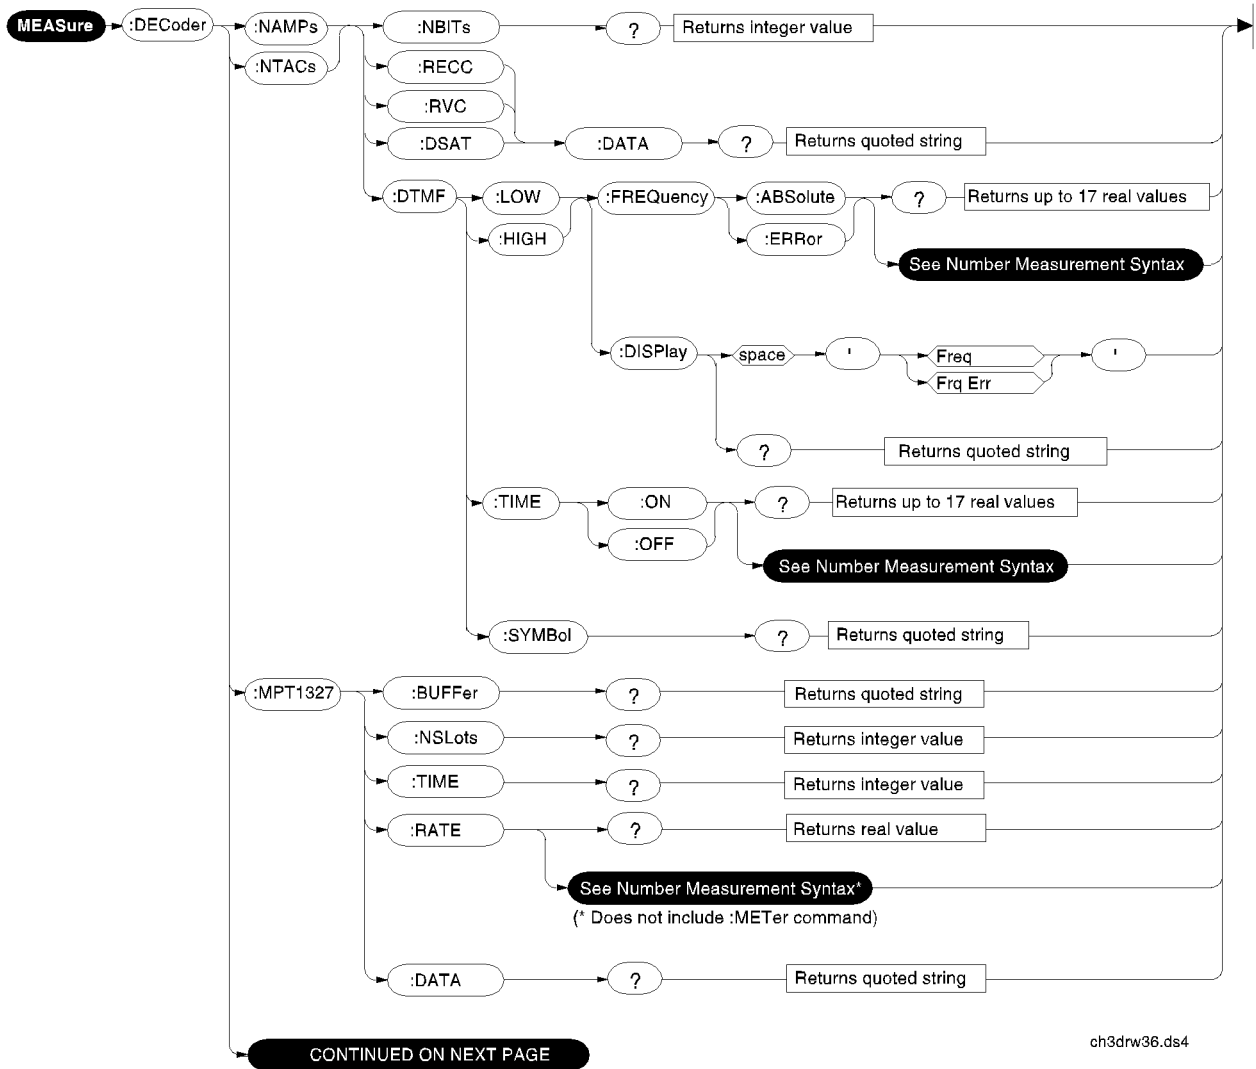 MEASure :DECoder :NAMPs :NBITs ? Returns integer value
:NTACs :RECC
:RVC
:DSAT :DATA ? Returns quoted string
:DTMF :LOW :FREQuency :ABSolute ? Returns up to 17 real values
:HIGH :ERRor
See Number Measurement Syntax
:DISPlay space ' Freq '
Frq Err
? Returns quoted string
:TIME :ON ? Returns up to 17 real values
:OFF
See Number Measurement Syntax
:SYMBol ? Returns quoted string
:MPT1327 :BUFFer ? Returns quoted string
:NSLots ? Returns integer value
:TIME ? Returns integer value
:RATE ? Returns real value
See Number Measurement Syntax*
(* Does not include :METer command)
:DATA ? Returns quoted string
CONTINUED ON NEXT PAGE
ch3drw36.ds4